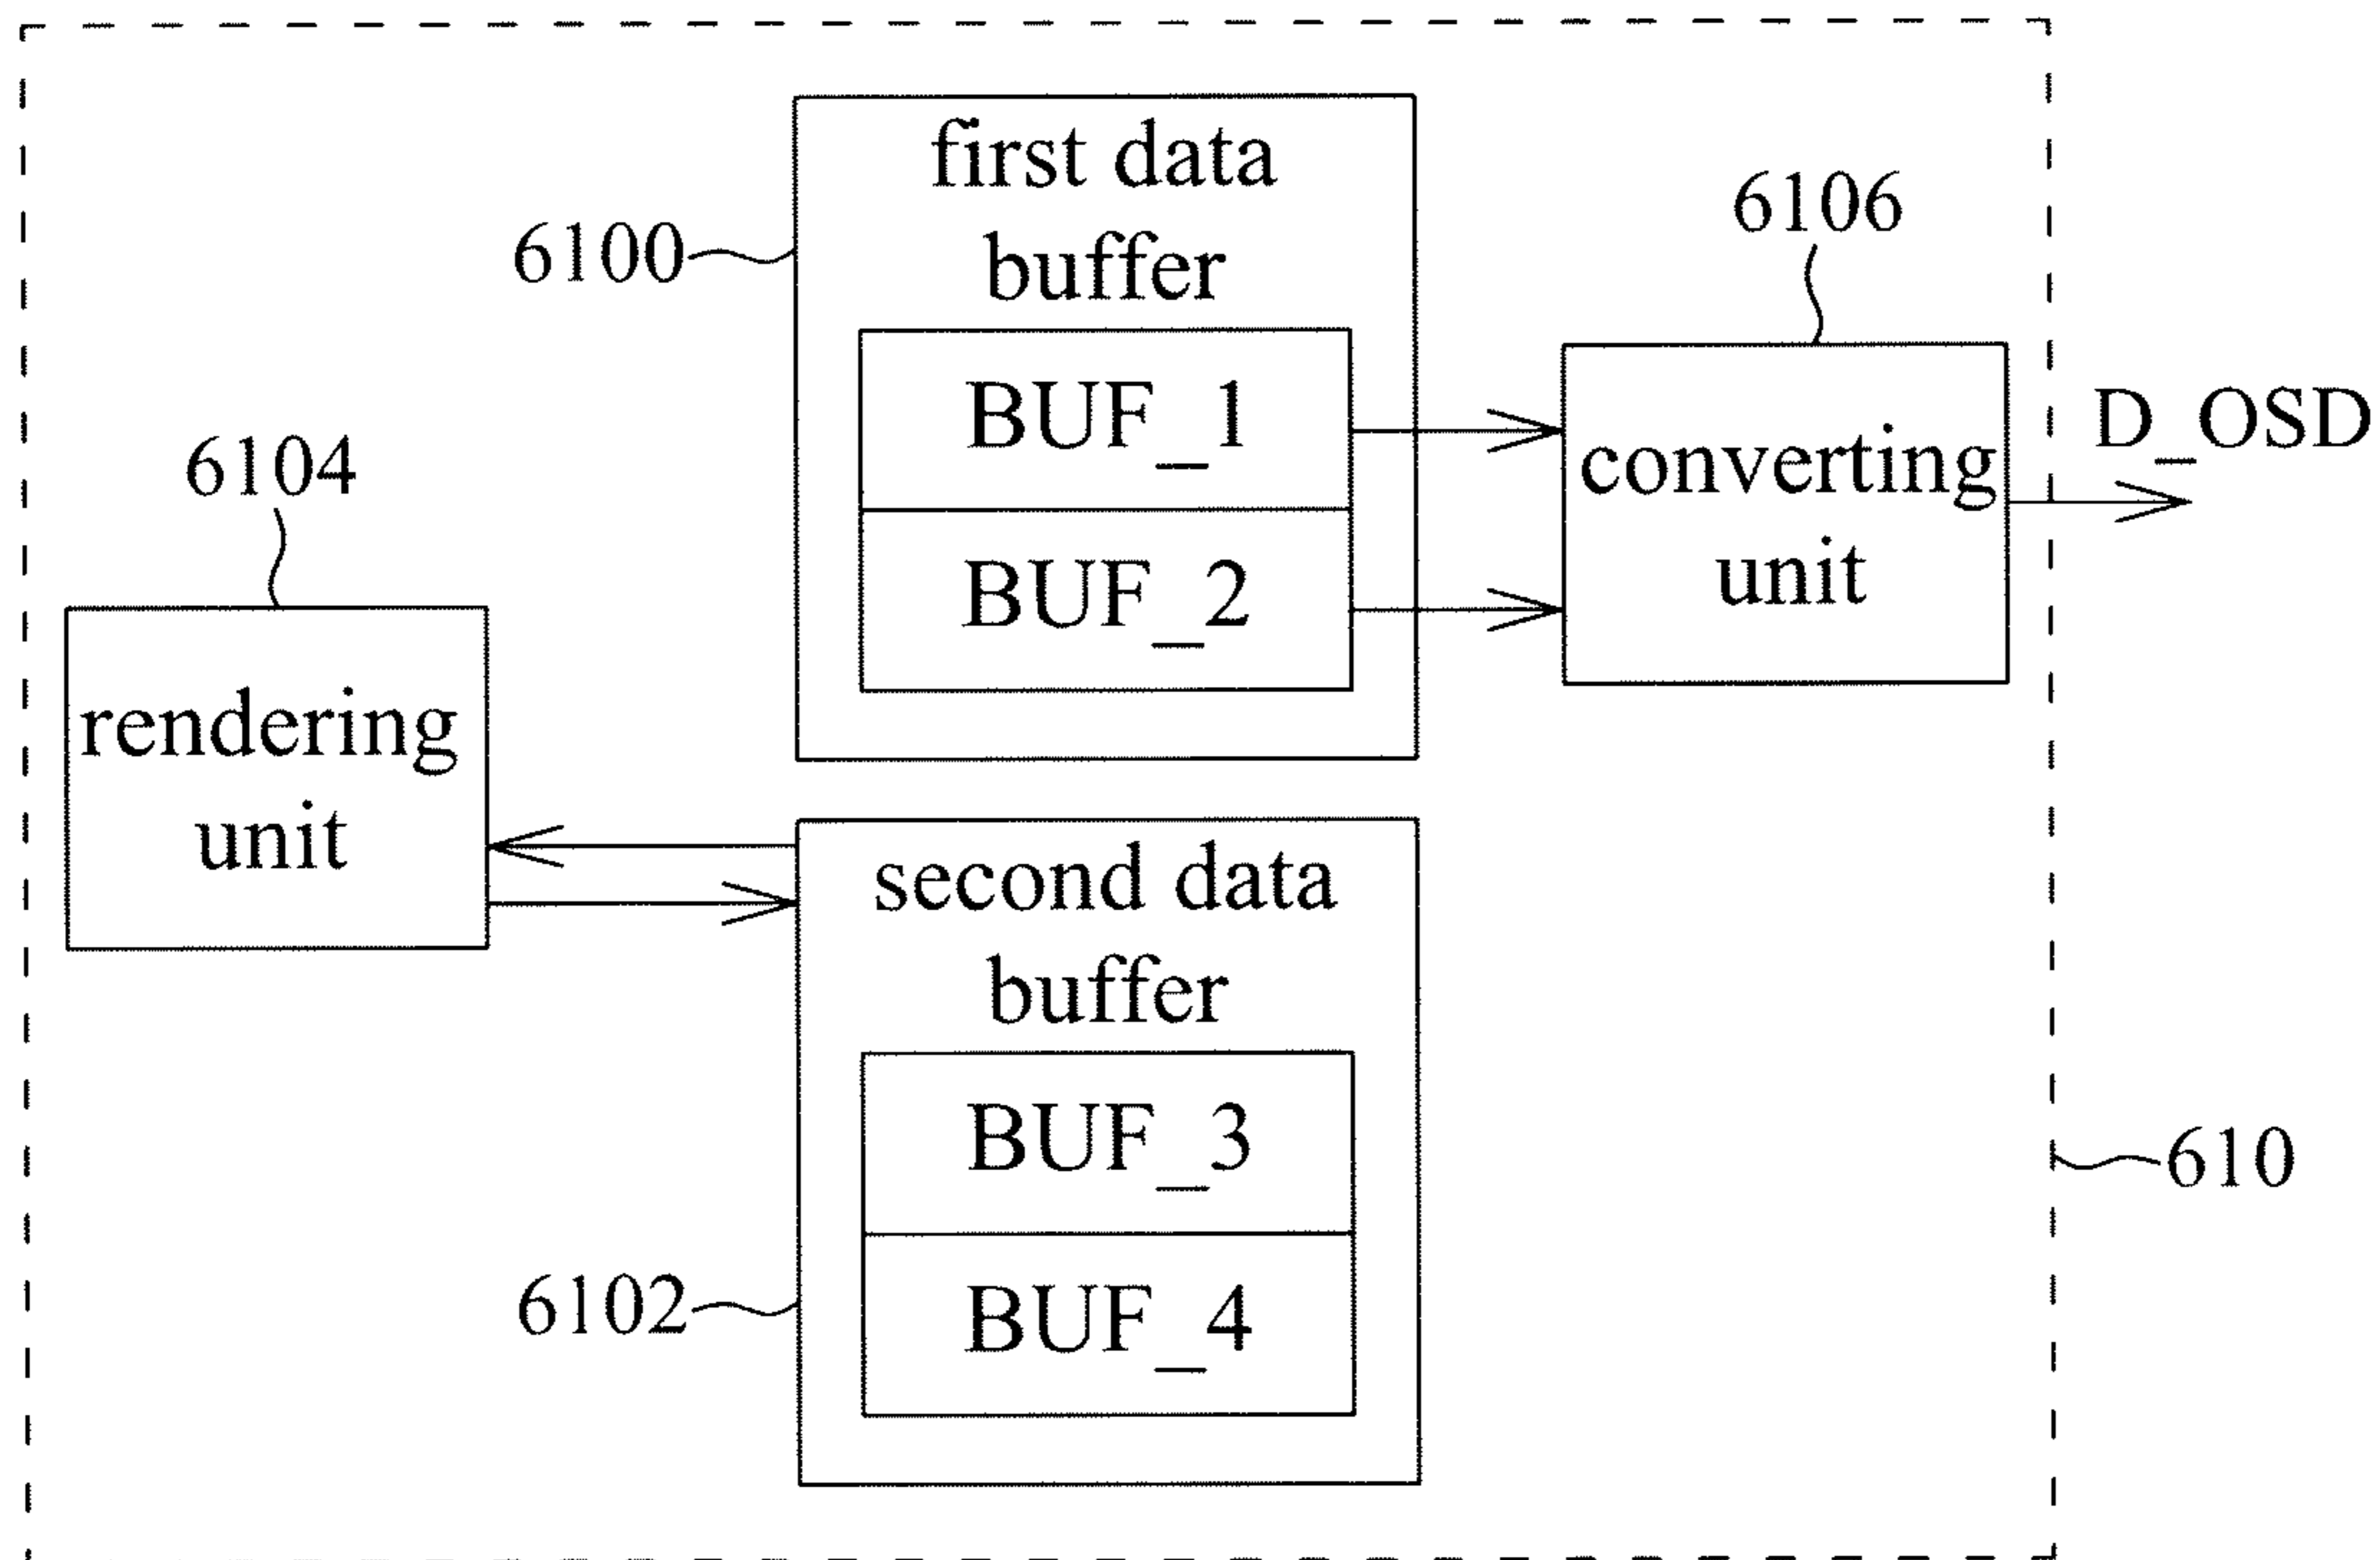 first data
buffer
6100
6106
BUF_1
D_OSD
converting
unit
6104
BUF_2
rendering
unit
second data
buffer
BUF_3
610
6102
BUF_4